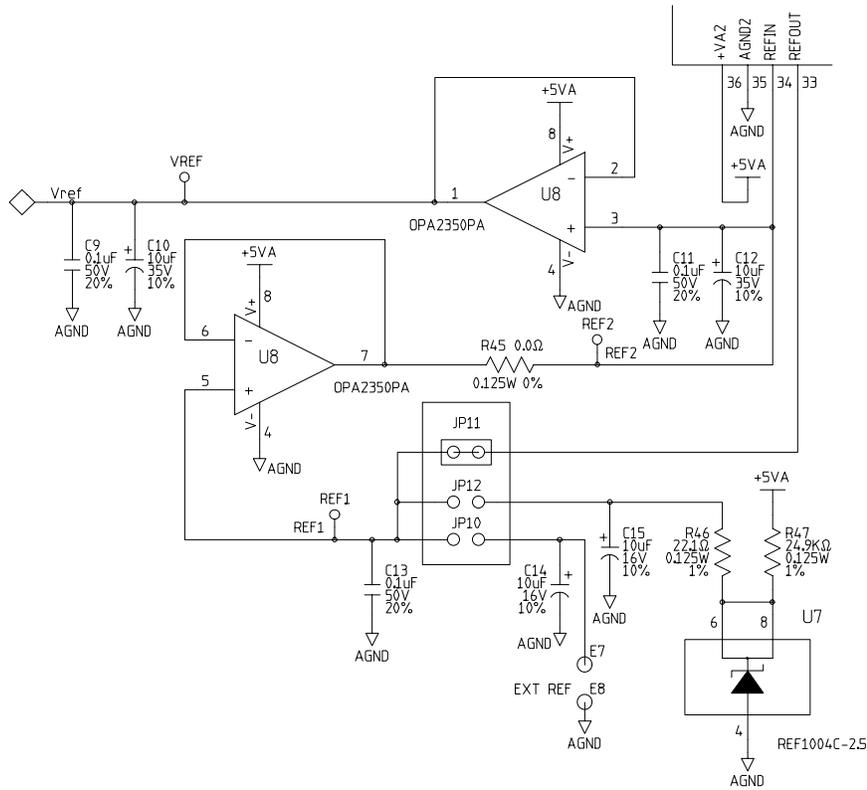 +VA2
AGND2
REFIN
REFOUT
36
35
34
33
AGND
+5VA
+5VA
8
V+
2
VREF
Vref
1
U8
OPA2350PA
3
4
V-
AGND
C9
0.1uF
50V
20%
AGND
C10
10uF
35V
10%
AGND
+5VA
8
V+
6
U8
7
OPA2350PA
5
V-
4
AGND
C11
0.1uF
50V
20%
AGND
C12
10uF
35V
10%
AGND
R45 0.0Ω
0.125W 0%
REF2
REF2
JP11
JP12
JP10
REF1
REF1
C13
0.1uF
50V
20%
AGND
C14
10uF
16V
10%
AGND
C15
10uF
16V
10%
AGND
R46
22.1Ω
0.125W
1%
+5VA
R47
24.9KΩ
0.125W
1%
6
8
U7
E7
EXT REF
E8
AGND
4
REF1004C-2.5
AGND